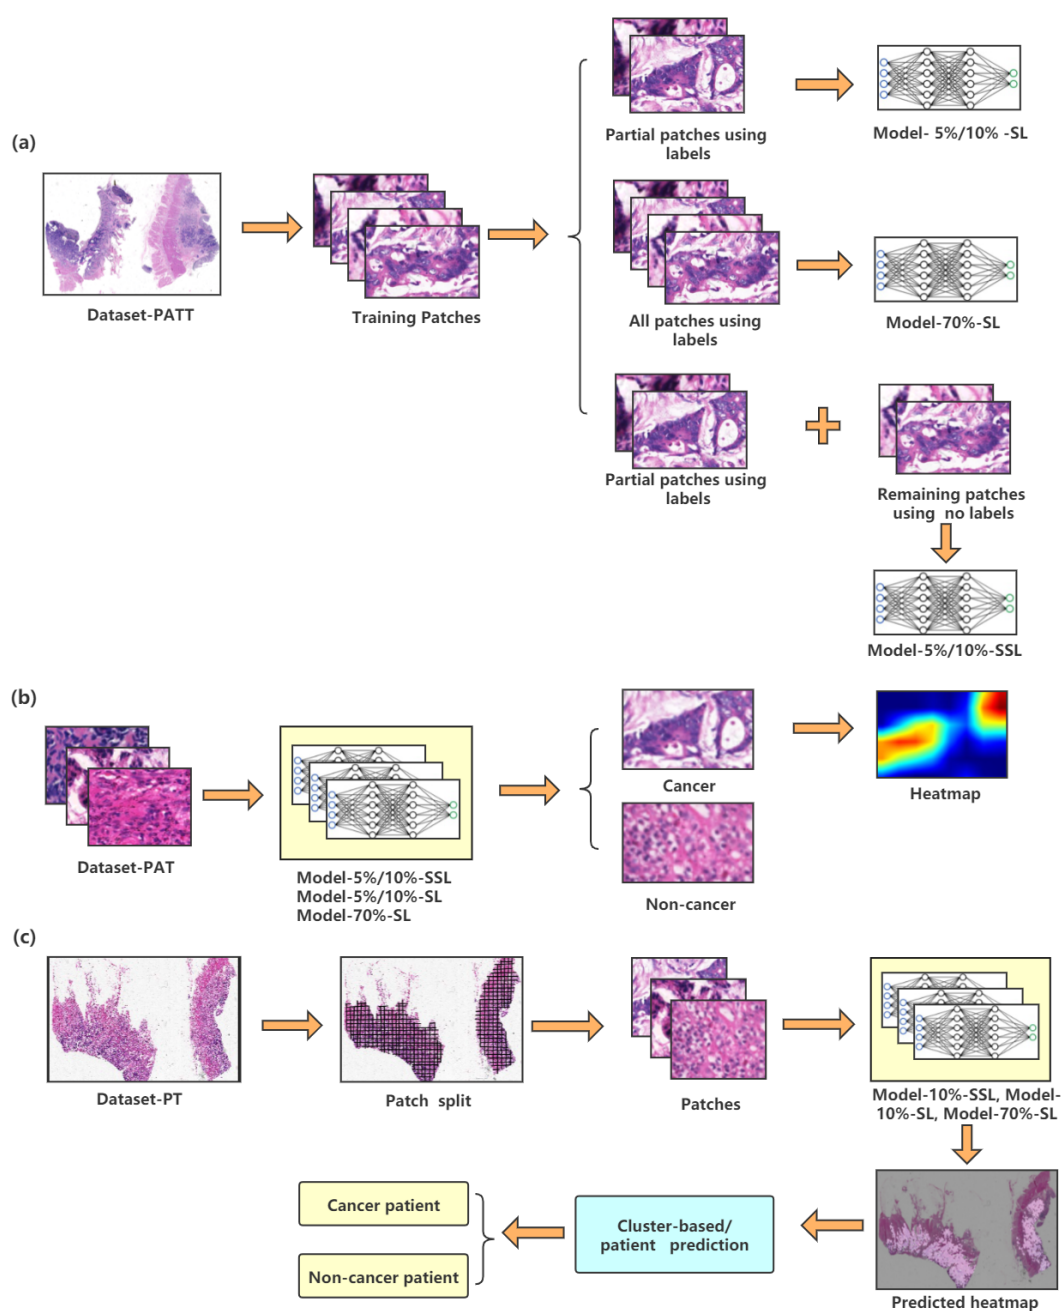 (a)
Dataset-PATT
Training Patches
Partial patches using
labels
Model- 5%/10% -SL
All patches using
labels
Model-70%-SL
Partial patches using
labels
Remaining patches
using no labels
Model-5%/10%-SSL
(b)
Dataset-PAT
Model-5%/10%-SSL
Model-5%/10%-SL
Model-70%-SL
Cancer
Non-cancer
Heatmap
(c)
Dataset-PT
Patch split
Patches
Model-10%-SSL, Model-
10%-SL, Model-70%-SL
Predicted heatmap
Cluster-based/
patient prediction
Cancer patient
Non-cancer patient